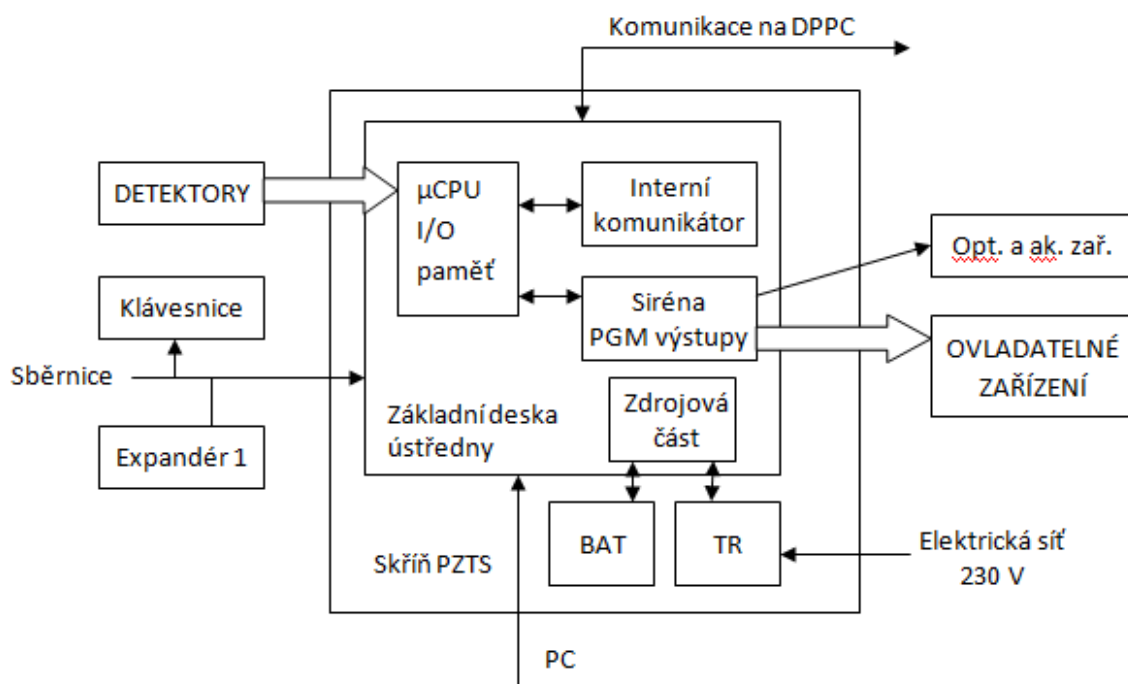 Komunikace na DPPC
DETEKTORY
µCPU
I/O
paměť
Interní
komunikátor
Opt. a ak. zař.
Klávesnice
Siréna
PGM výstupy
OVLADATELNÉ
ZAŘÍZENÍ
Sběrnice
Základní deska
ústředny
Zdrojová
část
Expandér 1
BAT
TR
Skříň PZTS
Elektrická síť
230 V
PC